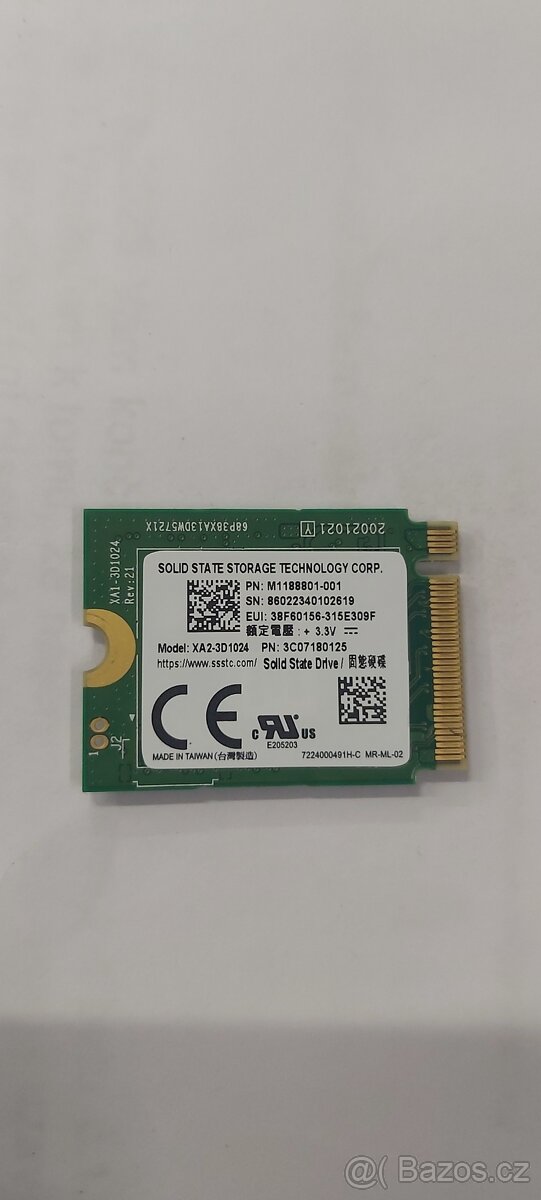 68P38XA13DW5721X
Y 20021021
XA1-3D1024
Rev:21
SOLID STATE STORAGE TECHNOLOGY CORP.
PN: M1188801-001
SN: 86022340102619
EUI: 38F60156-315E309F
額定電壓 : + 3.3V
Model: XA2-3D1024 PN: 3C07180125
https://www.ssstc.com/ Solid State Drive / 固態硬碟
CE
c RU US
E205203
MADE IN TAIWAN (台灣製造)
7224000491H-C MR-ML-02
J2
1
@( Bazoš.cz